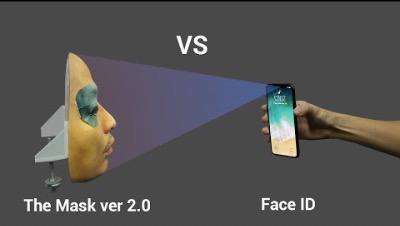 VS
The Mask ver 2.0
Face ID